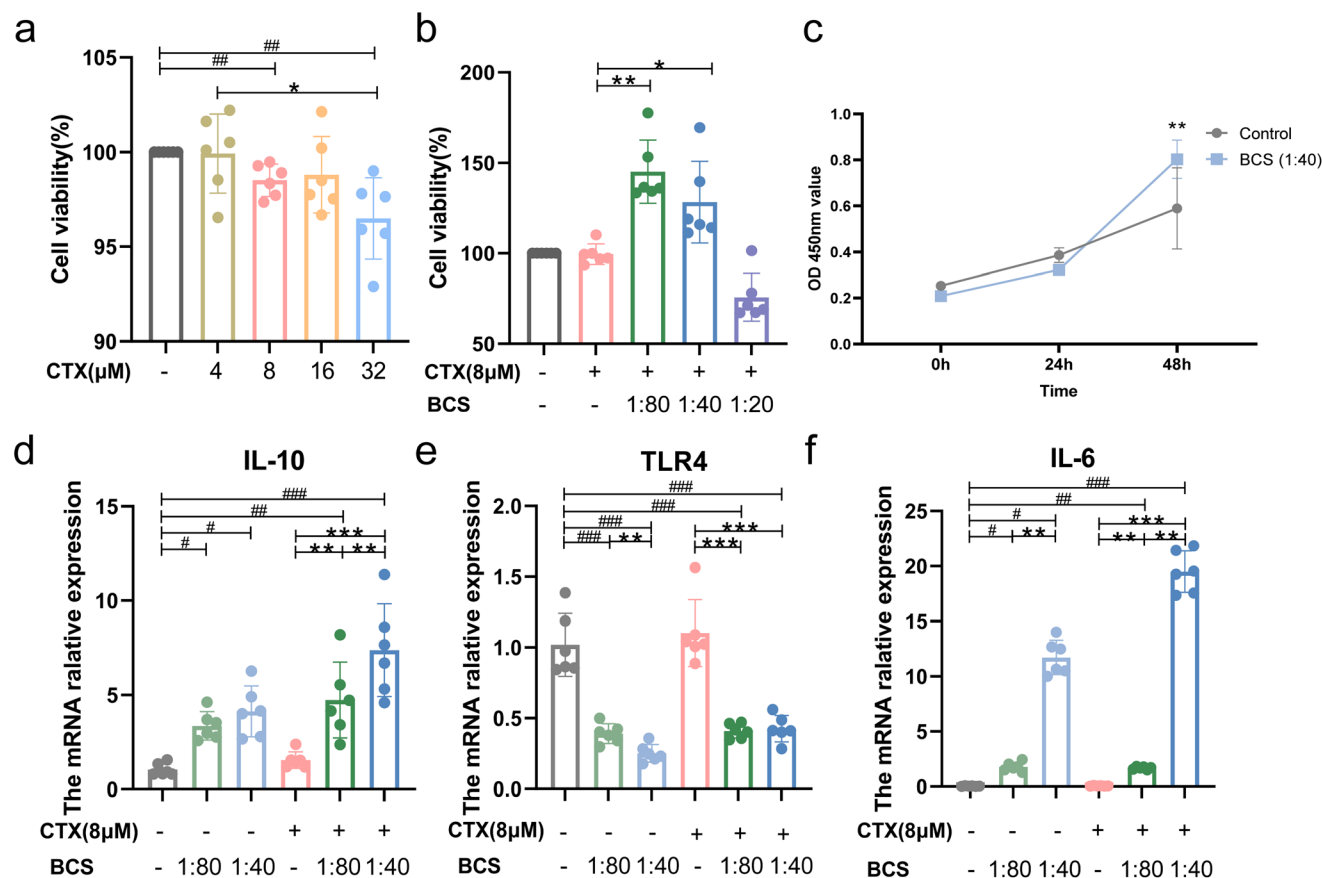 a
105
100
95
90
Cell viability(%)
##
##
*
CTX(μM) - 4 8 16 32
b
200
150
100
50
Cell viability(%)
*
**
CTX(8μM) - + + + +
BCS - - 1:80 1:40 1:20
c
1.0
0.8
0.6
0.4
0.2
0.0
OD 450nm value
**
Control
BCS (1:40)
0h 24h 48h
Time
d
IL-10
The mRNA ralative expression
15
10
5
0
###
##
#
#
***
** **
CTX(8μM) - - - + + +
BCS - 1:80 1:40 - 1:80 1:40
e
TLR4
The mRNA ralative expression
2.0
1.5
1.0
0.5
0.0
###
###
###
### **
***
***
CTX(8μM) - - - + + +
BCS - 1:80 1:40 - 1:80 1:40
f
IL-6
The mRNA ralative expression
25
20
15
10
5
0
###
##
#
# **
***
** **
CTX(8μM) - - - + + +
BCS - 1:80 1:40 - 1:80 1:40